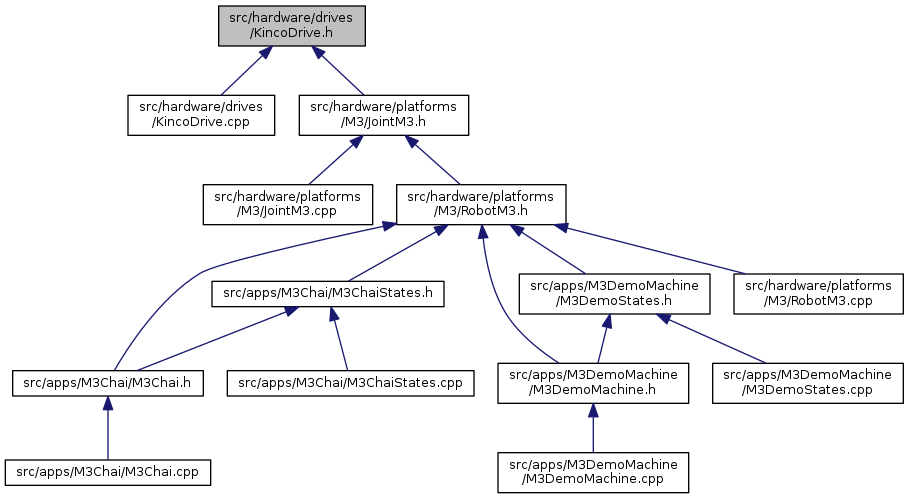 src/hardware/drives
/KincoDrive.h
src/hardware/drives
/KincoDrive.cpp
src/hardware/platforms
/M3/JointM3.h
src/hardware/platforms
/M3/JointM3.cpp
src/hardware/platforms
/M3/RobotM3.h
src/apps/M3Chai/M3ChaiStates.h
src/apps/M3DemoMachine
/M3DemoStates.h
src/hardware/platforms
/M3/RobotM3.cpp
src/apps/M3Chai/M3Chai.h
src/apps/M3Chai/M3ChaiStates.cpp
src/apps/M3DemoMachine
/M3DemoMachine.h
src/apps/M3DemoMachine
/M3DemoStates.cpp
src/apps/M3Chai/M3Chai.cpp
src/apps/M3DemoMachine
/M3DemoMachine.cpp